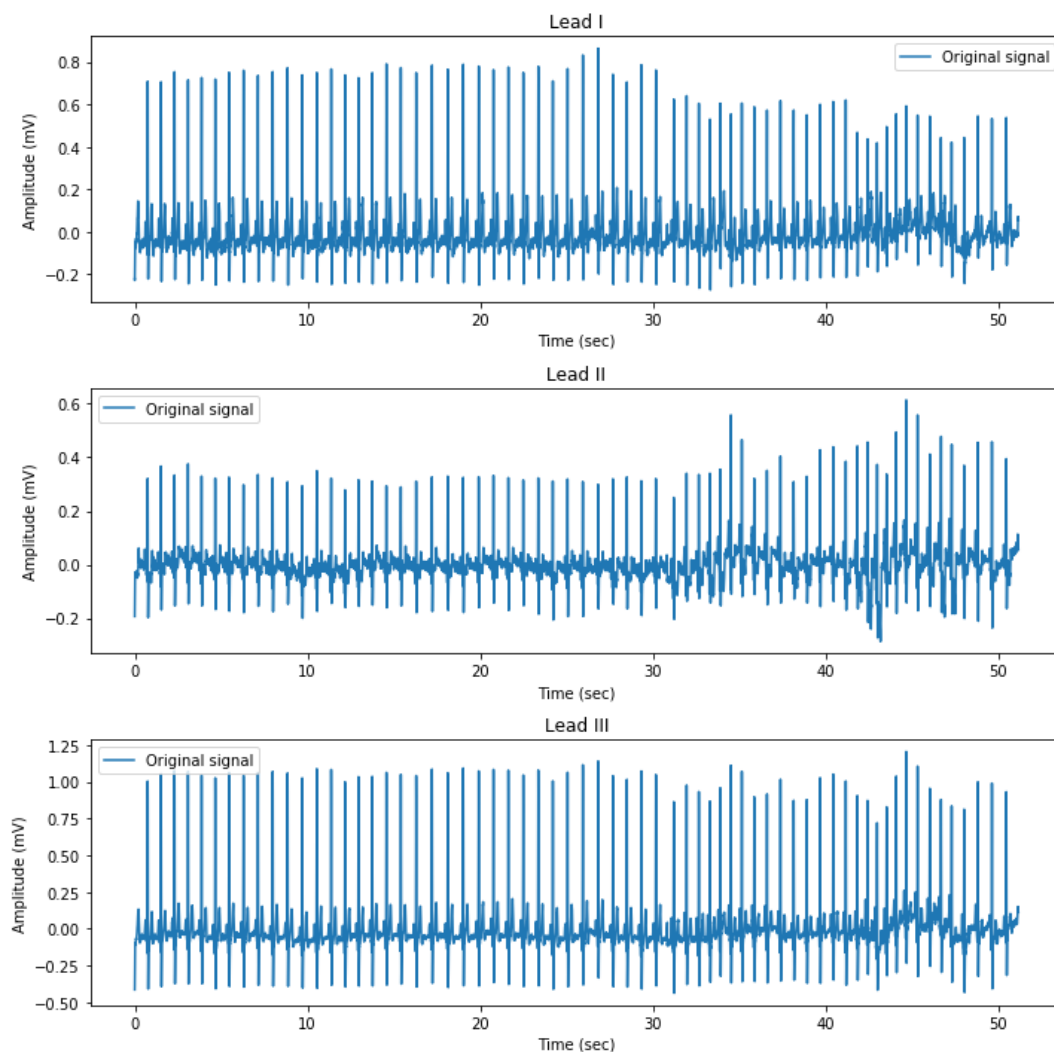 Lead I
Original signal
0.8
0.6
0.4
0.2
0.0
−0.2
Amplitude (mV)
0 10 20 30 40 50
Time (sec)
Lead II
Original signal
0.6
0.4
0.2
0.0
−0.2
Amplitude (mV)
0 10 20 30 40 50
Time (sec)
Lead III
Original signal
1.25
1.00
0.75
0.50
0.25
0.00
−0.25
−0.50
Amplitude (mV)
0 10 20 30 40 50
Time (sec)